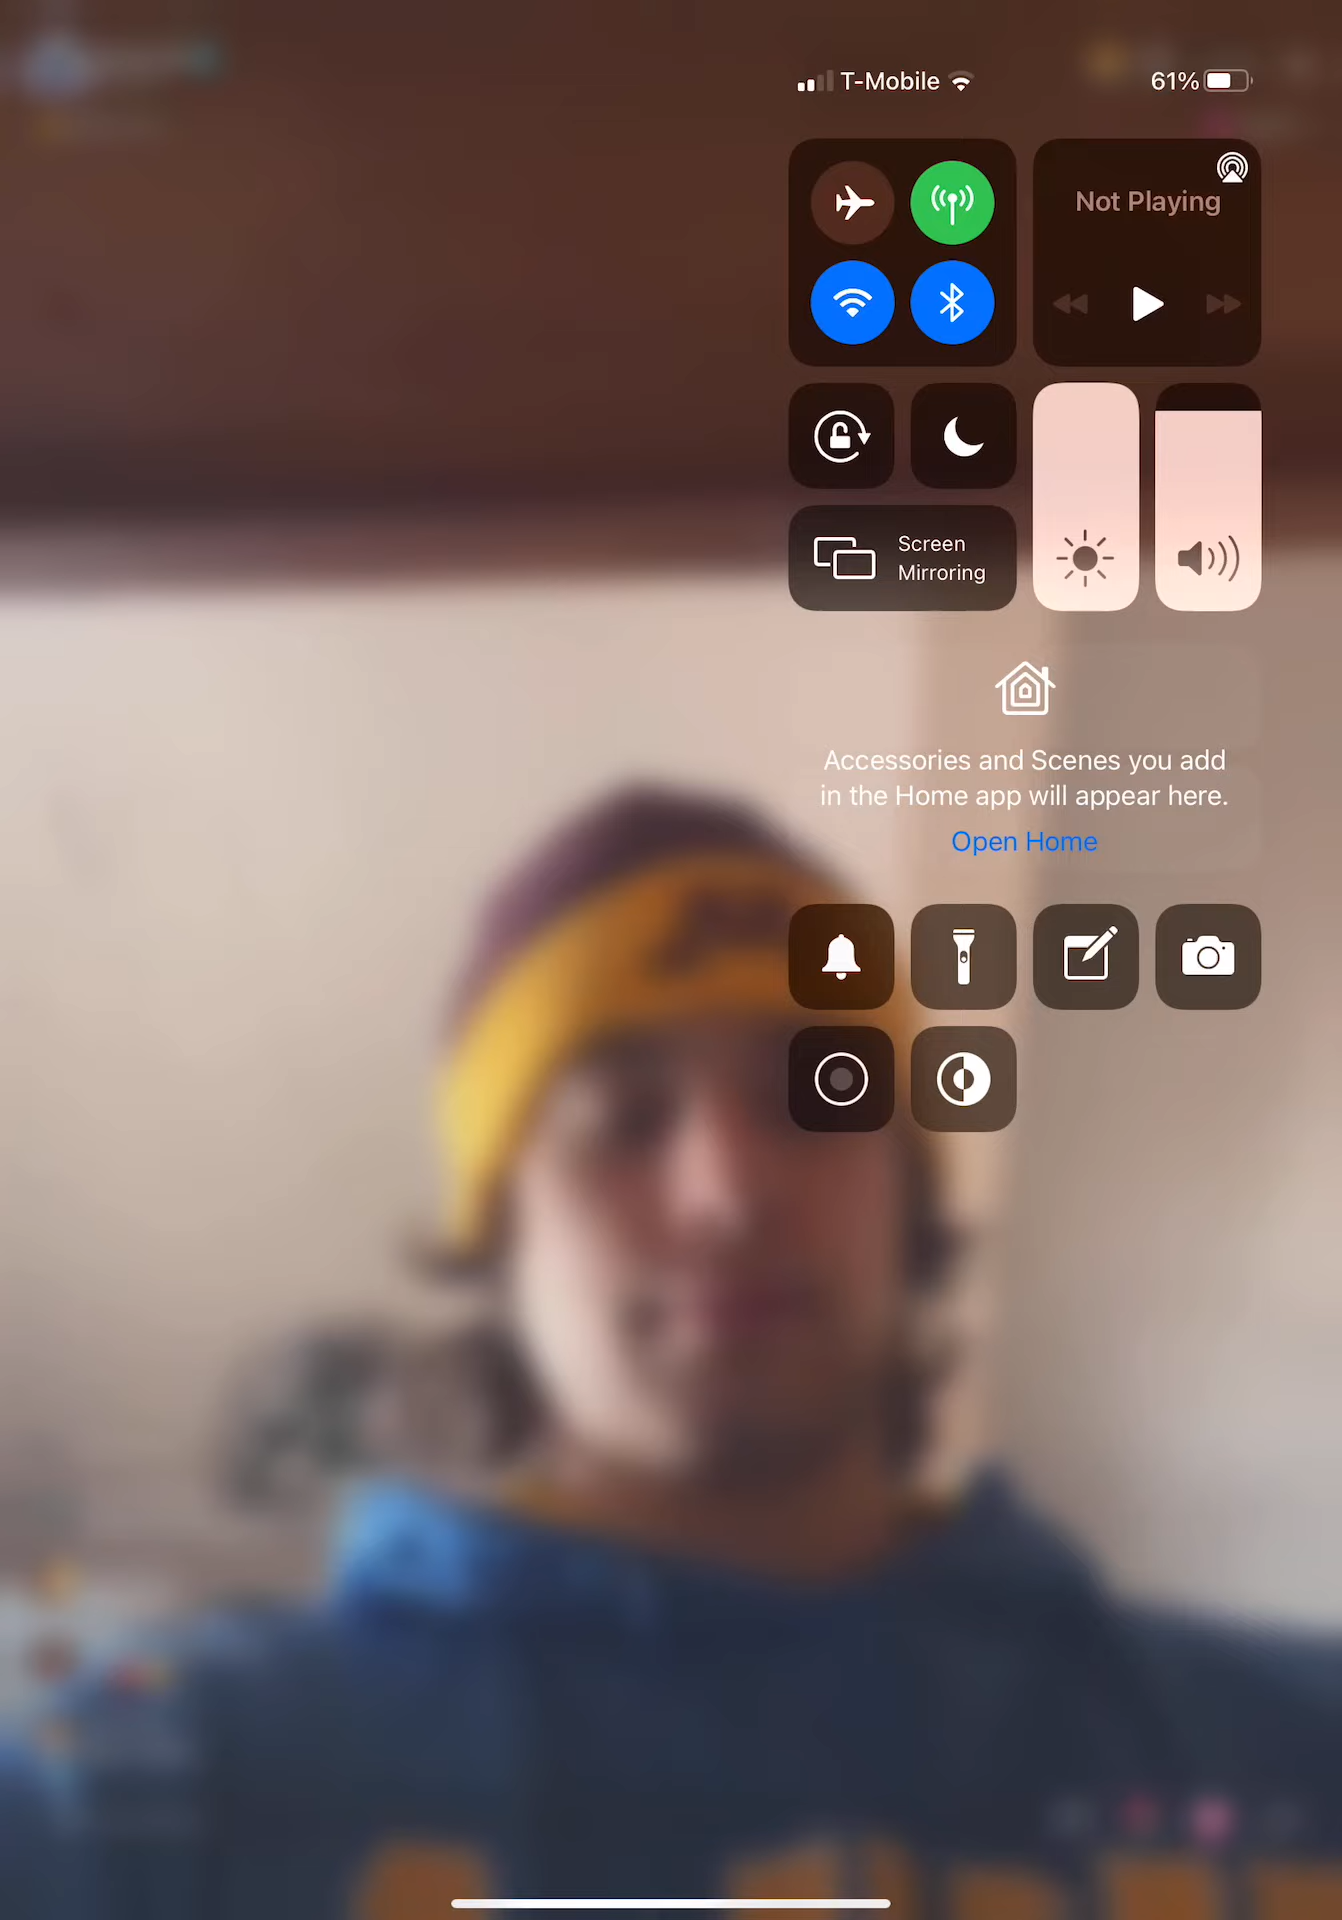 T-Mobile
61%
Not Playing
Screen
Mirroring
Accessories and Scenes you add
in the Home app will appear here.
Open Home